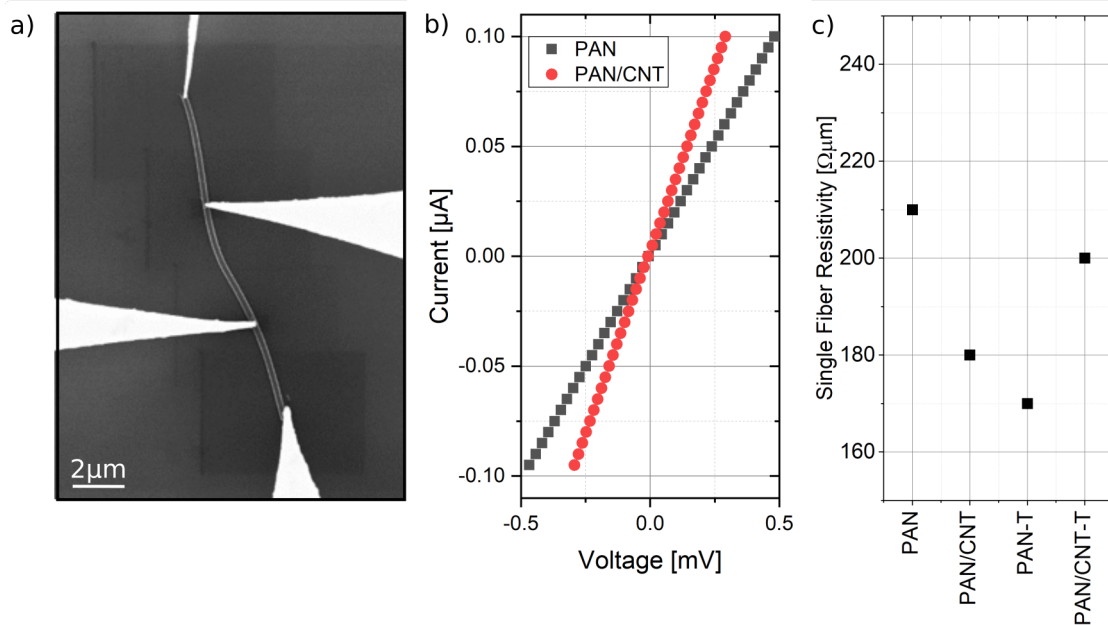 a)
2μm
b)
PAN
PAN/CNT
0.10
0.05
0.00
-0.05
-0.10
Current [μA]
-0.5
0.0
0.5
Voltage [mV]
c)
240
220
200
180
160
Single Fiber Resistivity [Ωμm]
PAN
PAN/CNT
PAN-T
PAN/CNT-T